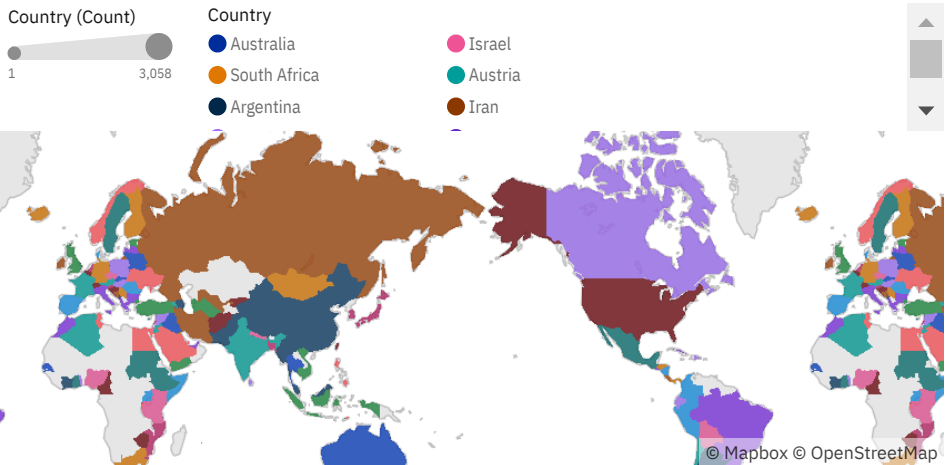 Country (Count)
1
3,058
Country
Australia
Israel
South Africa
Austria
Argentina
Iran
© Mapbox © OpenStreetMap